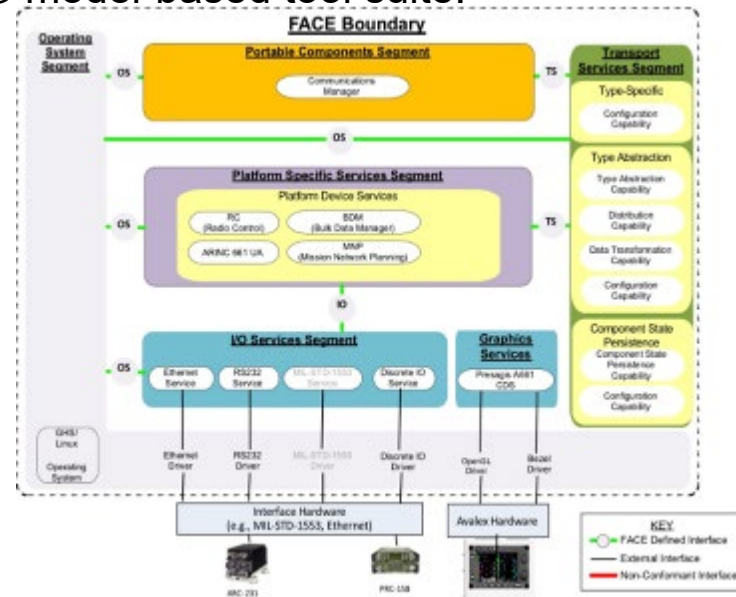 model based tool suite.
FACE Boundary
Operating
System
Segment
Portable Components Segment
Communications
Manager
Transport
Services Segment
Type-Specific
Configuration
Capability
OS
TS
OS
Platform Specific Services Segment
Platform Device Services
RC
(Radio Control)
BDM
(Bulk Data Manager)
ARINC 661 UA
MNP
(Mission Network Planning)
OS
TS
Type Abstraction
Type Abstraction
Capability
Distribution
Capability
Data Transformation
Capability
Configuration
Capability
IO
I/O Services Segment
Ethernet
Service
RS232
Service
MIL-STD-1553
Service
Discrete IO
Service
OS
Graphics
Services
Presagis A661
CDS
Component State
Persistence
Component State
Persistence
Capability
Configuration
Capability
GHS/
Linux
Operating
System
Ethernet
Driver
RS232
Driver
MIL-STD-1553
Driver
Discrete IO
Driver
OpenGL
Driver
Bezel
Driver
Interface Hardware
(e.g., MIL-STD-1553, Ethernet)
Avalex Hardware
ARC-231
PRC-158
KEY
FACE Defined Interface
External Interface
Non-Conformant Interface